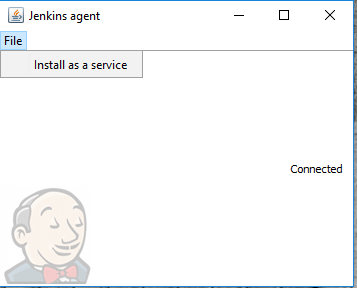 Jenkins agent
File
Install as a service
Connected